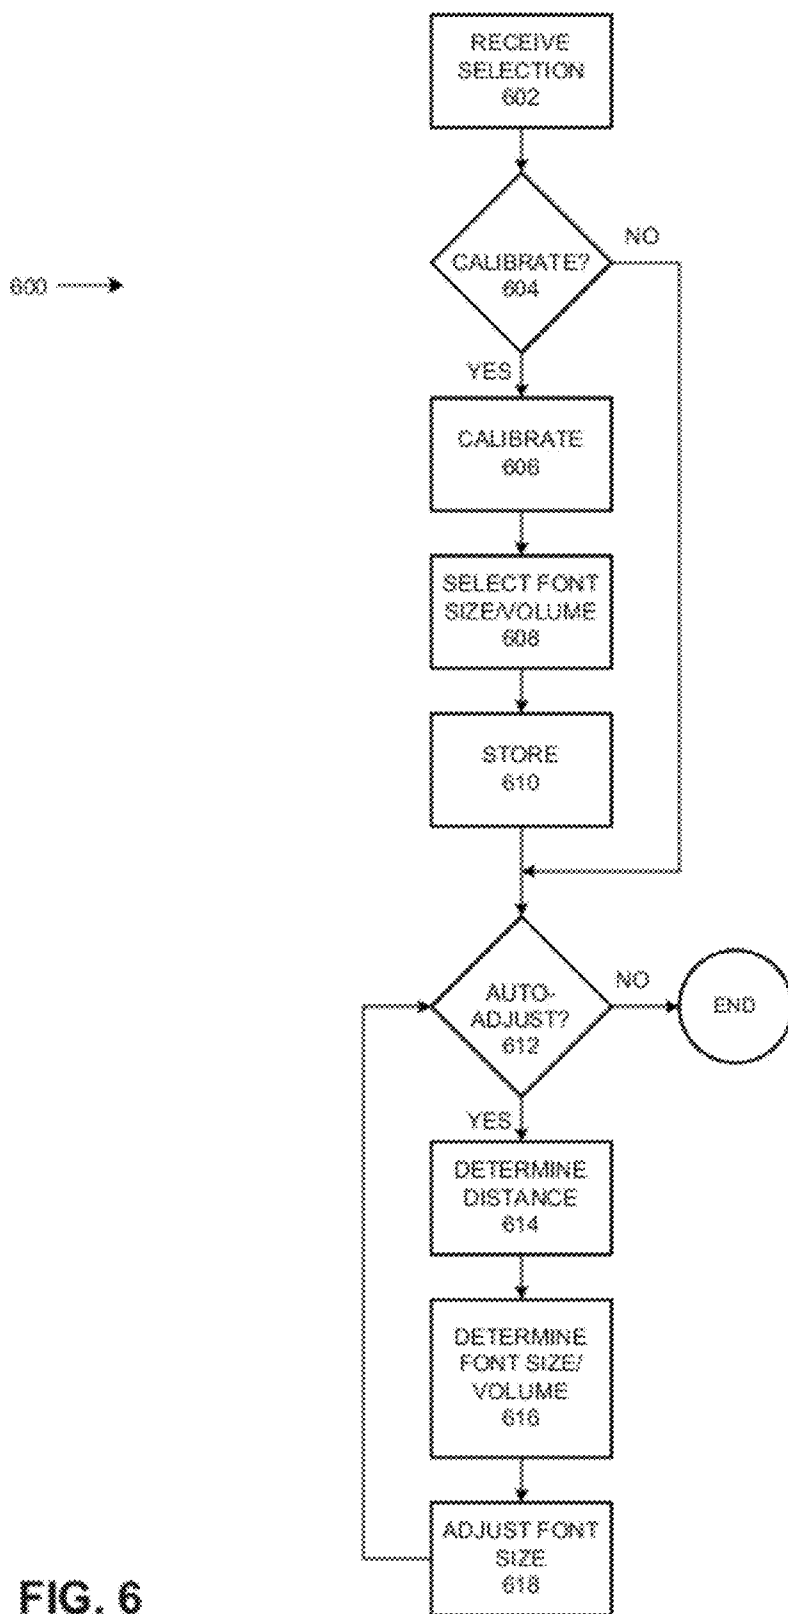 RECEIVE
SELECTION
602
NO
600
CALIBRATE?
604
YES
CALIBRATE
606
SELECT FONT
SIZE/VOLUME
608
STORE
610
AUTO-
ADJUST?
612
NO
END
YES
DETERMINE
DISTANCE
614
DETERMINE
FONT SIZE/
VOLUME
616
ADJUST FONT
SIZE
618
FIG. 6